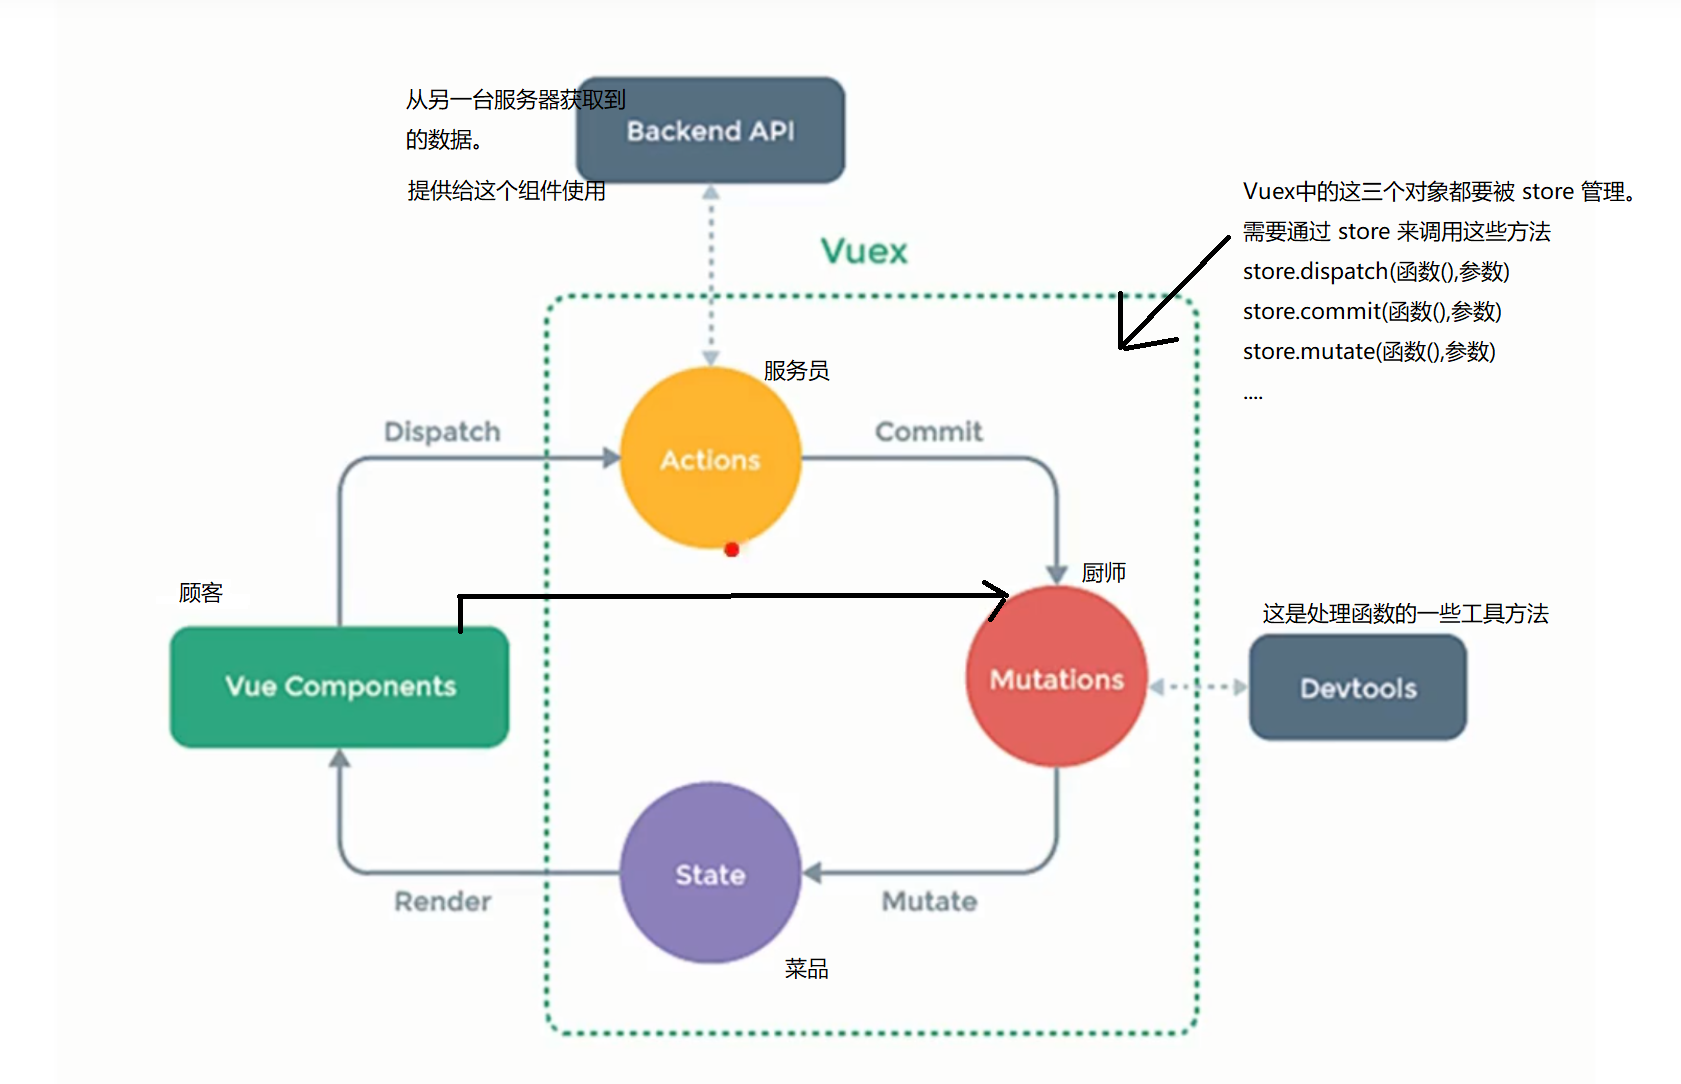 从另一台服务器获取到
的数据。
提供给这个组件使用
Backend API
Vuex中的这三个对象都要被 store 管理。
需要通过 store 来调用这些方法
store.dispatch(函数(),参数)
store.commit(函数(),参数)
store.mutate(函数(),参数)
....
Vuex
服务员
Dispatch
Actions
Commit
顾客
厨师
这是处理函数的一些工具方法
Vue Components
Mutations
Devtools
State
Render
Mutate
菜品